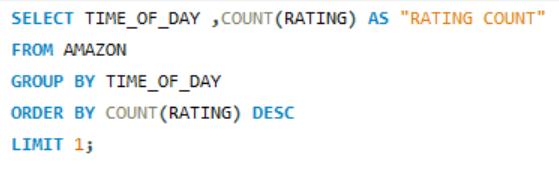 SELECT TIME_OF_DAY ,COUNT(RATING) AS "RATING COUNT"
FROM AMAZON
GROUP BY TIME_OF_DAY
ORDER BY COUNT(RATING) DESC
LIMIT 1;